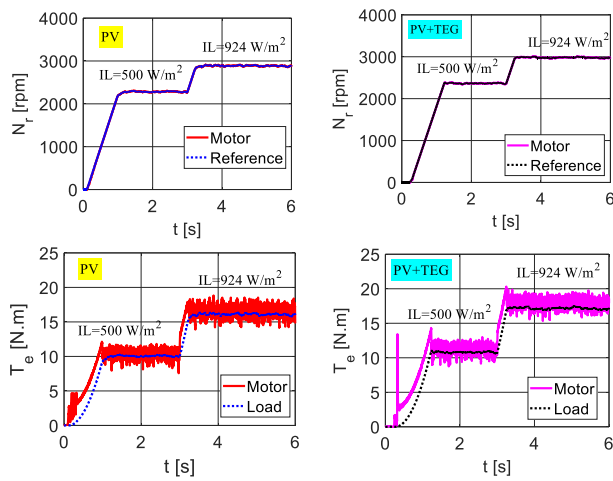 4000
3000
2000
1000
0
N_r [rpm]
PV
IL=500 W/m²
IL=924 W/m²
Motor
Reference
0 2 4 6
t [s]
4000
3000
2000
1000
0
N_r [rpm]
PV+TEG
IL=924 W/m²
IL=500 W/m²
Motor
Reference
0 2 4 6
t [s]
25
20
15
10
5
0
T_e [N.m]
PV
IL=924 W/m²
IL=500 W/m²
Motor
Load
0 2 4 6
t [s]
25
20
15
10
5
0
T_e [N.m]
PV+TEG
IL=924 W/m²
IL=500 W/m²
Motor
Load
0 2 4 6
t [s]